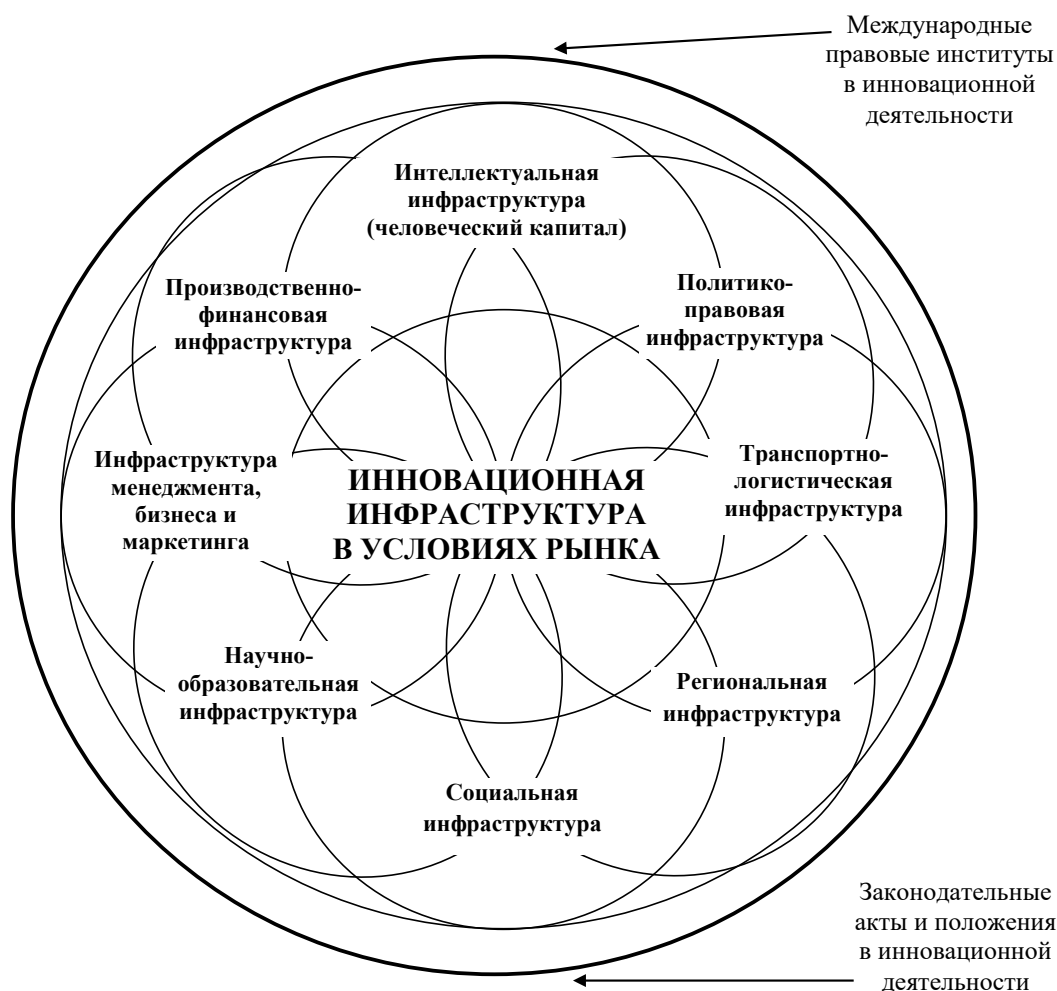 Международные
правовые институты
в инновационной
деятельности
Интеллектуальная
инфраструктура
(человеческий капитал)
Производственно-
финансовая
инфраструктура
Политико-
правовая
инфраструктура
Инфраструктура
менеджмента,
бизнеса и
маркетинга
ИННОВАЦИОННАЯ
ИНФРАСТРУКТУРА
В УСЛОВИЯХ РЫНКА
Транспортно-
логистическая
инфраструктура
Научно-
образовательная
инфраструктура
Региональная
инфраструктура
Социальная
инфраструктура
Законодательные
акты и положения
в инновационной
деятельности